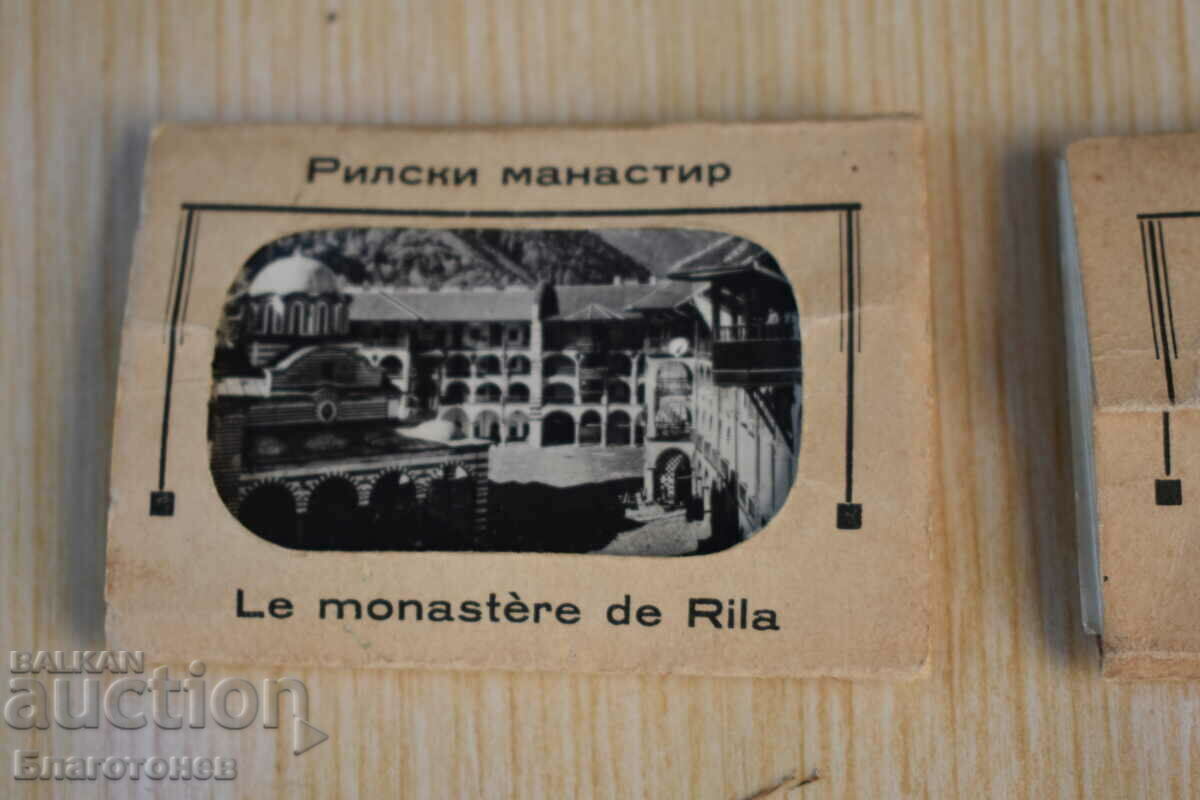 Рилски манастир
Le monastère de Rila
BALKAN
auction
Благотонев